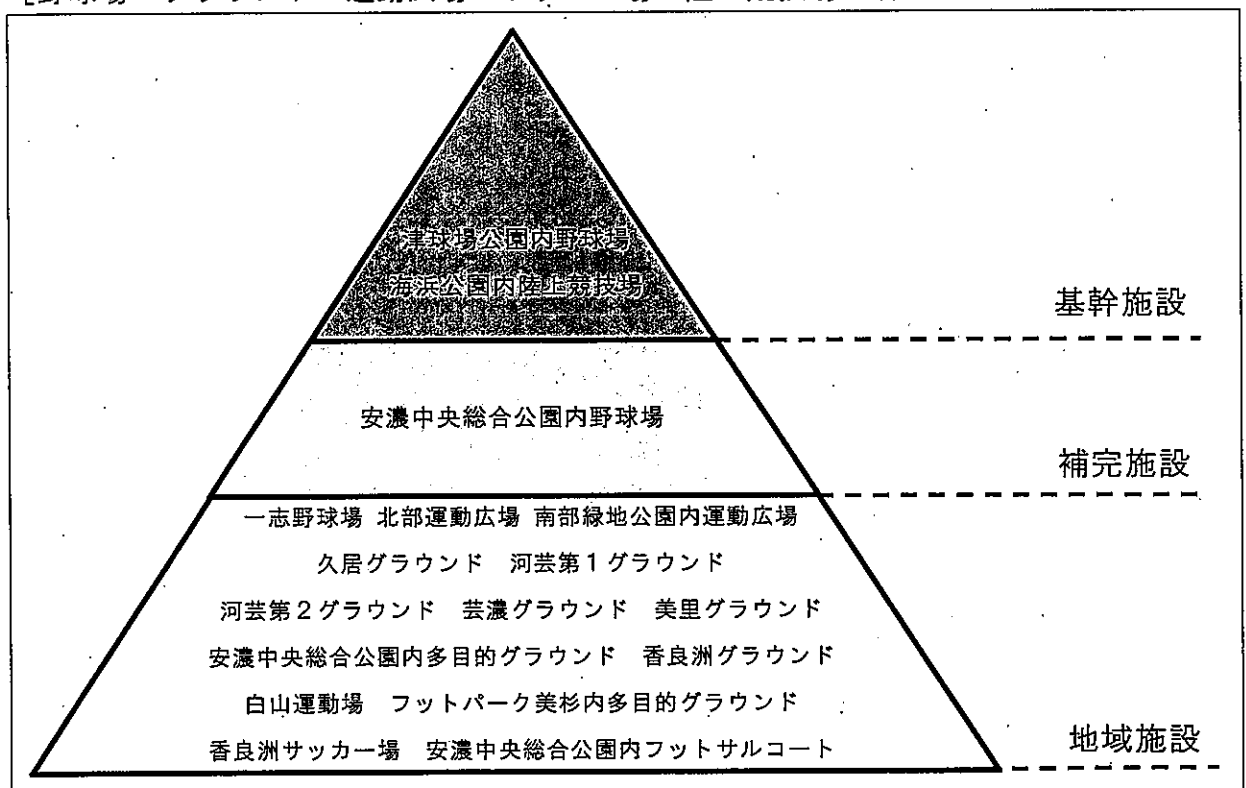 津球場公園内野球場
海浜公園内陸上競技場
基幹施設
安濃中央総合公園内野球場
補完施設
一志野球場 北部運動広場 南部緑地公園内運動広場
久居グラウンド 河芸第1グラウンド
河芸第2グラウンド 芸濃グラウンド 美里グラウンド
安濃中央総合公園内多目的グラウンド 香良洲グラウンド
白山運動場 フットパーク美杉内多目的グラウンド
香良洲サッカー場 安濃中央総合公園内フットサルコート
地域施設